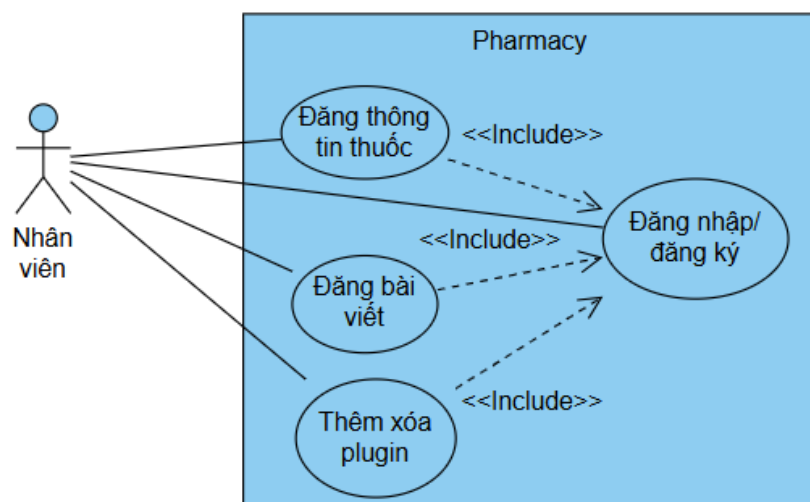 Pharmacy
Đăng thông
tin thuốc
<<Include>>
Nhân
viên
Đăng nhập/
đăng ký
<<Include>>
Đăng bài
viết
<<Include>>
Thêm xóa
plugin